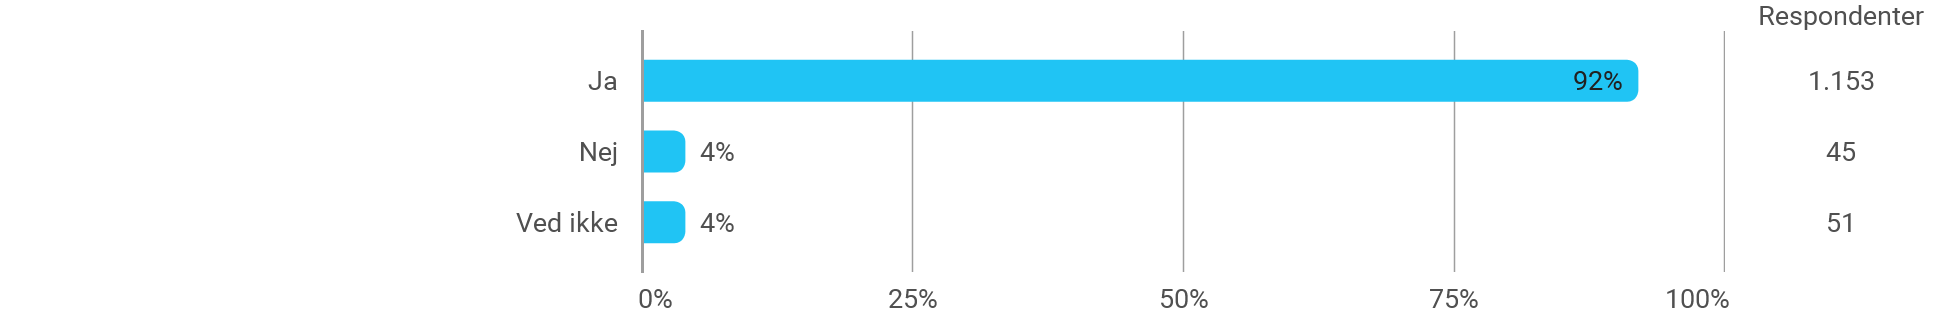 Respondenter
Ja 92% 1.153
Nej 4% 45
Ved ikke 4% 51
0% 25% 50% 75% 100%